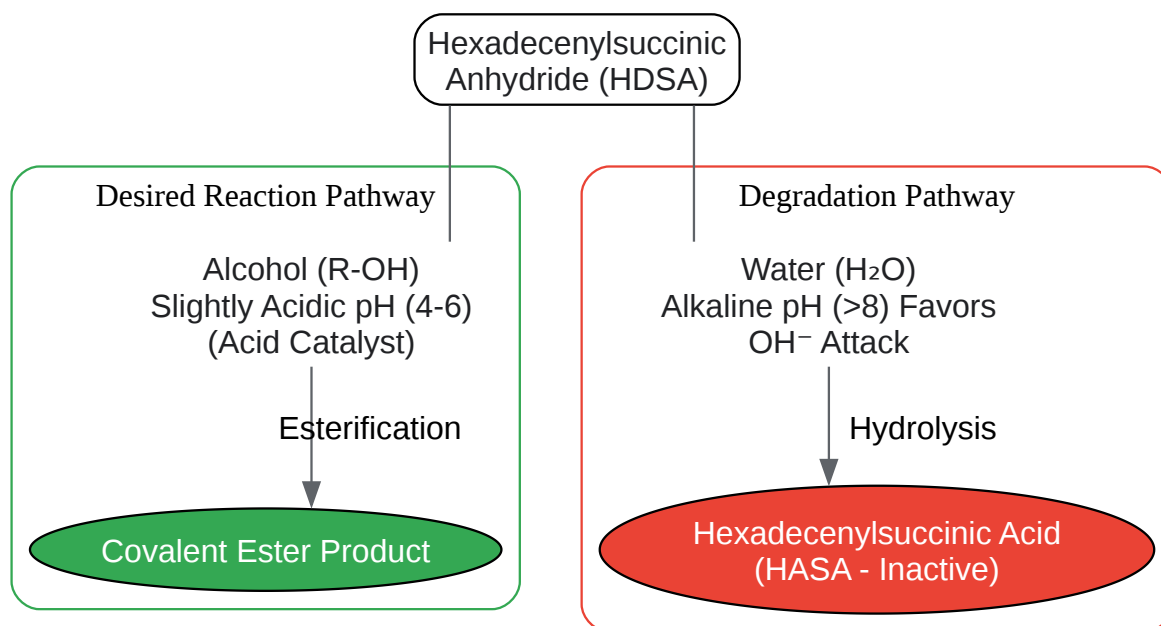 Hexadecenylsuccinic
Anhydride (HDSA)
Desired Reaction Pathway
Alcohol (R-OH)
Slightly Acidic pH (4-6)
(Acid Catalyst)
Esterification
Covalent Ester Product
Degradation Pathway
Water (H₂O)
Alkaline pH (>8) Favors
OH⁻ Attack
Hydrolysis
Hexadecenylsuccinic Acid
(HASA - Inactive)